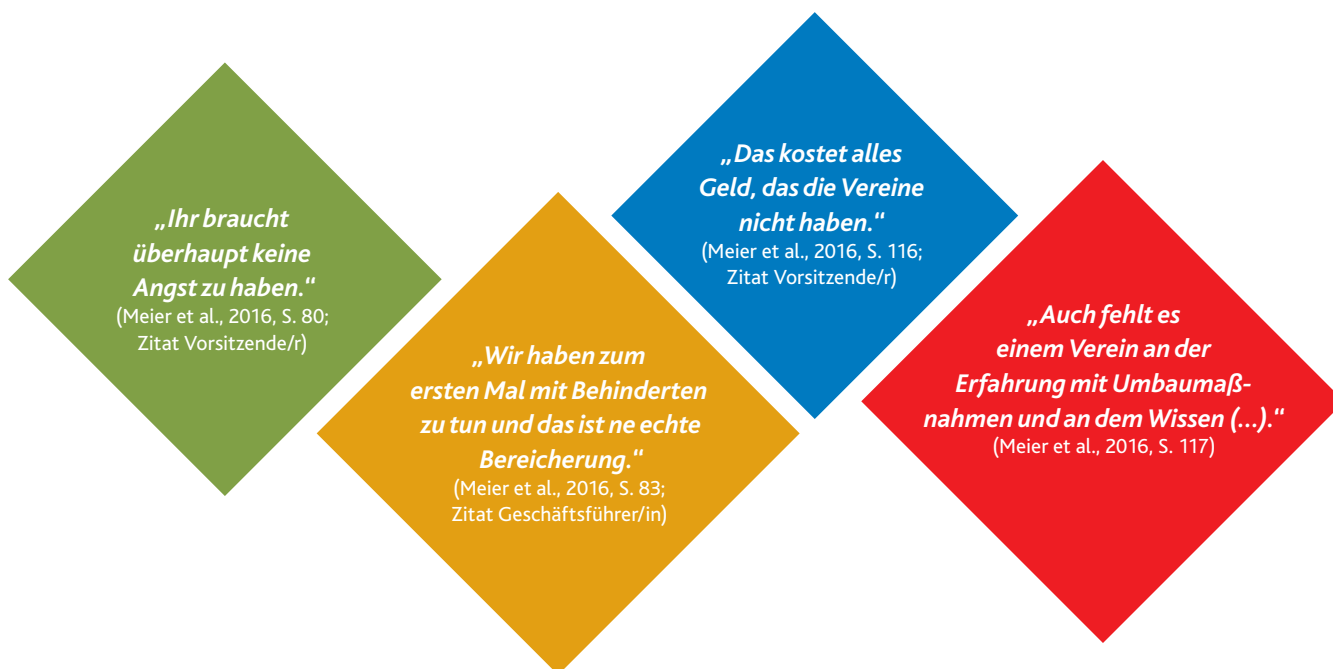 „Ihr braucht
überhaupt keine
Angst zu haben.“
(Meier et al., 2016, S. 80;
Zitat Vorsitzende/r)
„Wir haben zum
ersten Mal mit Behinderten
zu tun und das ist ne echte
Bereicherung.“
(Meier et al., 2016, S. 83;
Zitat Geschäftsführer/in)
„Das kostet alles
Geld, das die Vereine
nicht haben.“
(Meier et al., 2016, S. 116;
Zitat Vorsitzende/r)
„Auch fehlt es
einem Verein an der
Erfahrung mit Umbaumaß-
nahmen und an dem Wissen (...).“
(Meier et al., 2016, S. 117)